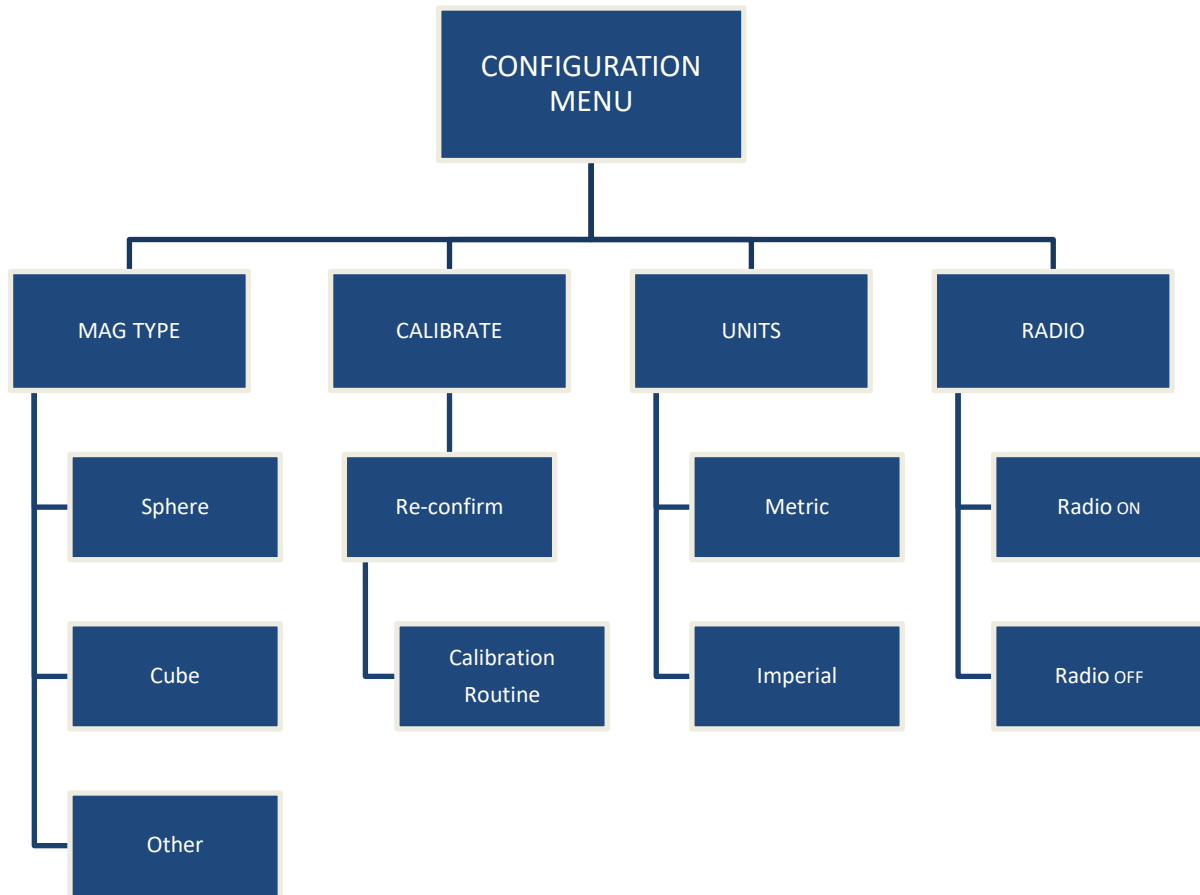 CONFIGURATION
MENU
MAG TYPE
CALIBRATE
UNITS
RADIO
Sphere
Re-confirm
Metric
Radio ON
Cube
Calibration
Routine
Imperial
Radio OFF
Other